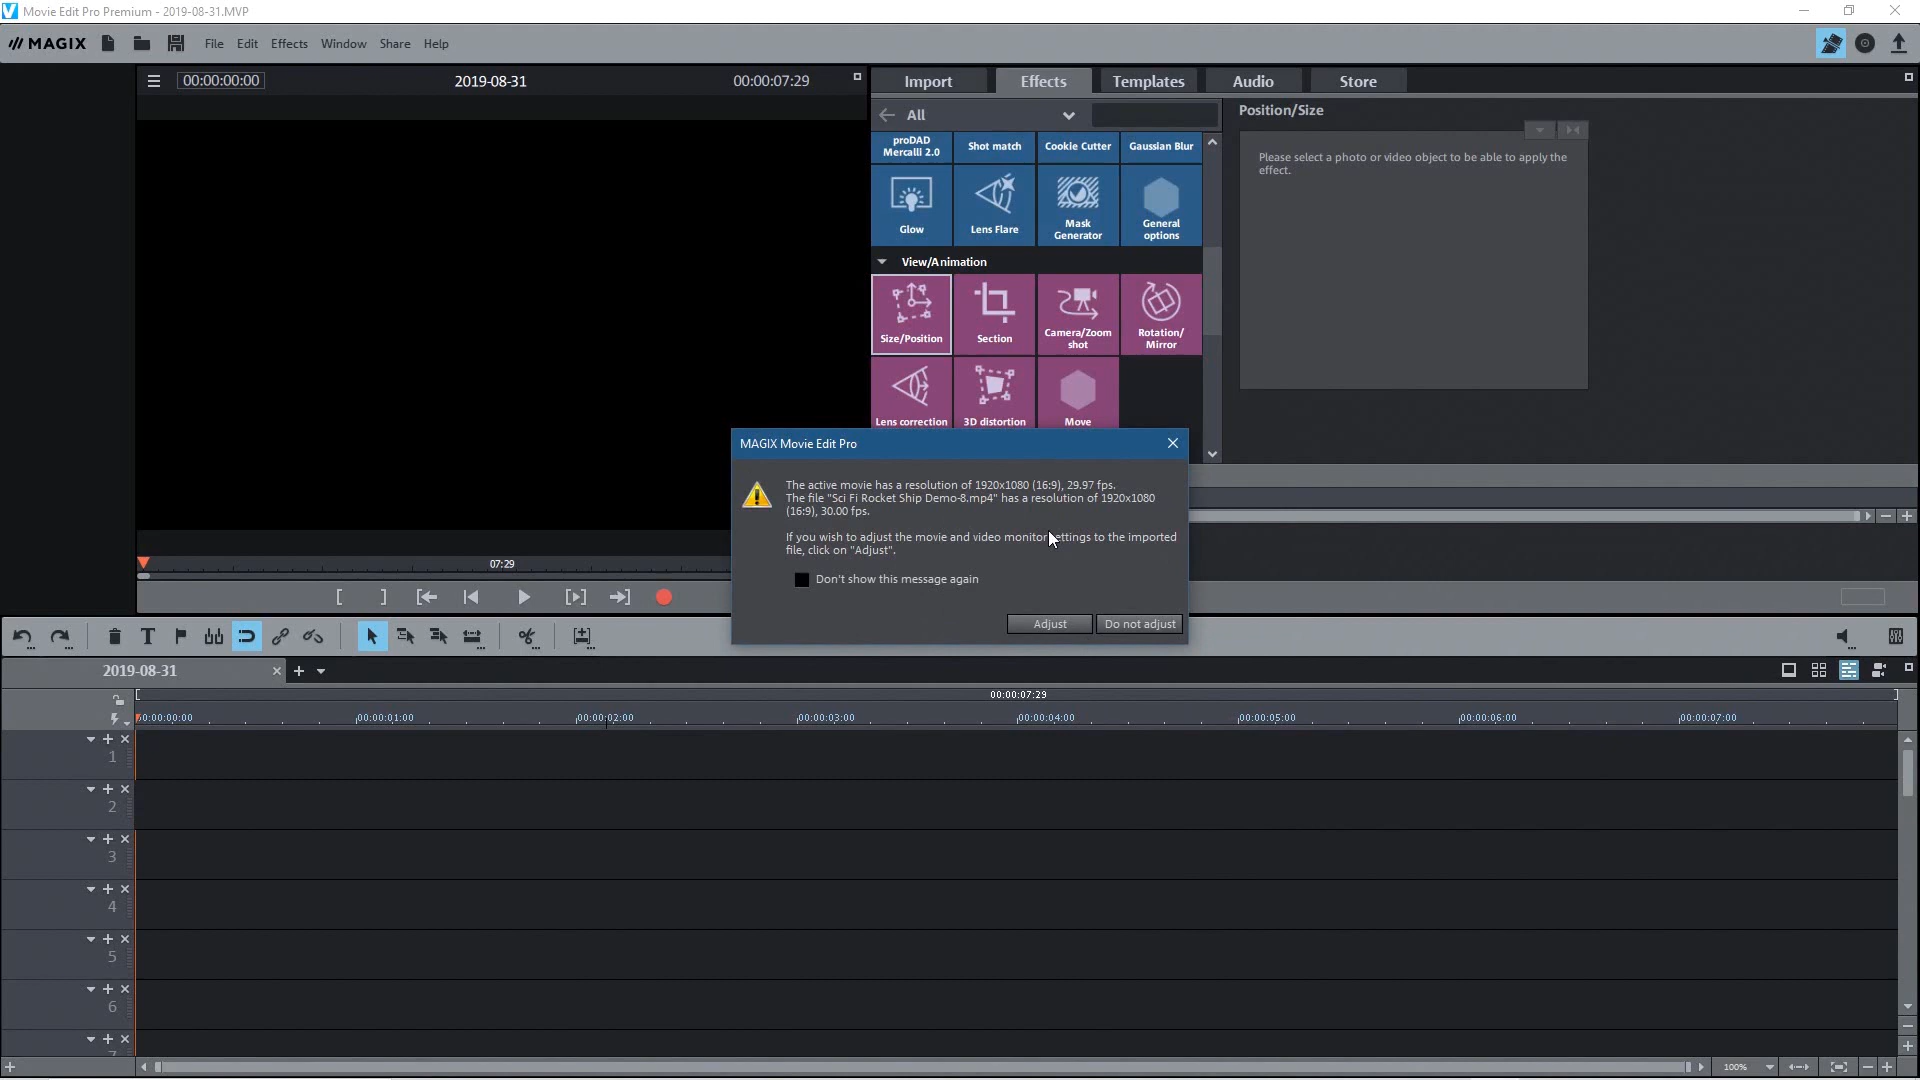 Movie Edit Pro Premium - 2019-08-31.MVP
MAGIX File Edit Effects Window Share Help
00:00:00:00 2019-08-31 00:00:07:29
Import Effects Templates Audio Store
All
Position/Size
proDAD Mercalli 2.0
Shot match
Cookie Cutter
Gaussian Blur
Please select a photo or video object to be able to apply the
effect.
Glow
Lens Flare
Mask
Generator
General
options
View/Animation
Size/Position
Section
Camera/Zoom
shot
Rotation/
Mirror
Lens correction
3D distortion
Move
MAGIX Movie Edit Pro
The active movie has a resolution of 1920x1080 (16:9), 29.97 fps.
The file "Sci Fi Rocket Ship Demo-8.mp4" has a resolution of 1920x1080
(16:9), 30.00 fps.
If you wish to adjust the movie and video monitor ettings to the imported
file, click on "Adjust".
Don't show this message again
Adjust Do not adjust
07:29
2019-08-31
00:00:07:29
00:00:00:00 00:00:01:00 00:00:02:00 00:00:03:00 00:00:04:00 00:00:05:00 00:00:06:00 00:00:07:00
1
2
3
4
5
6
7
100%